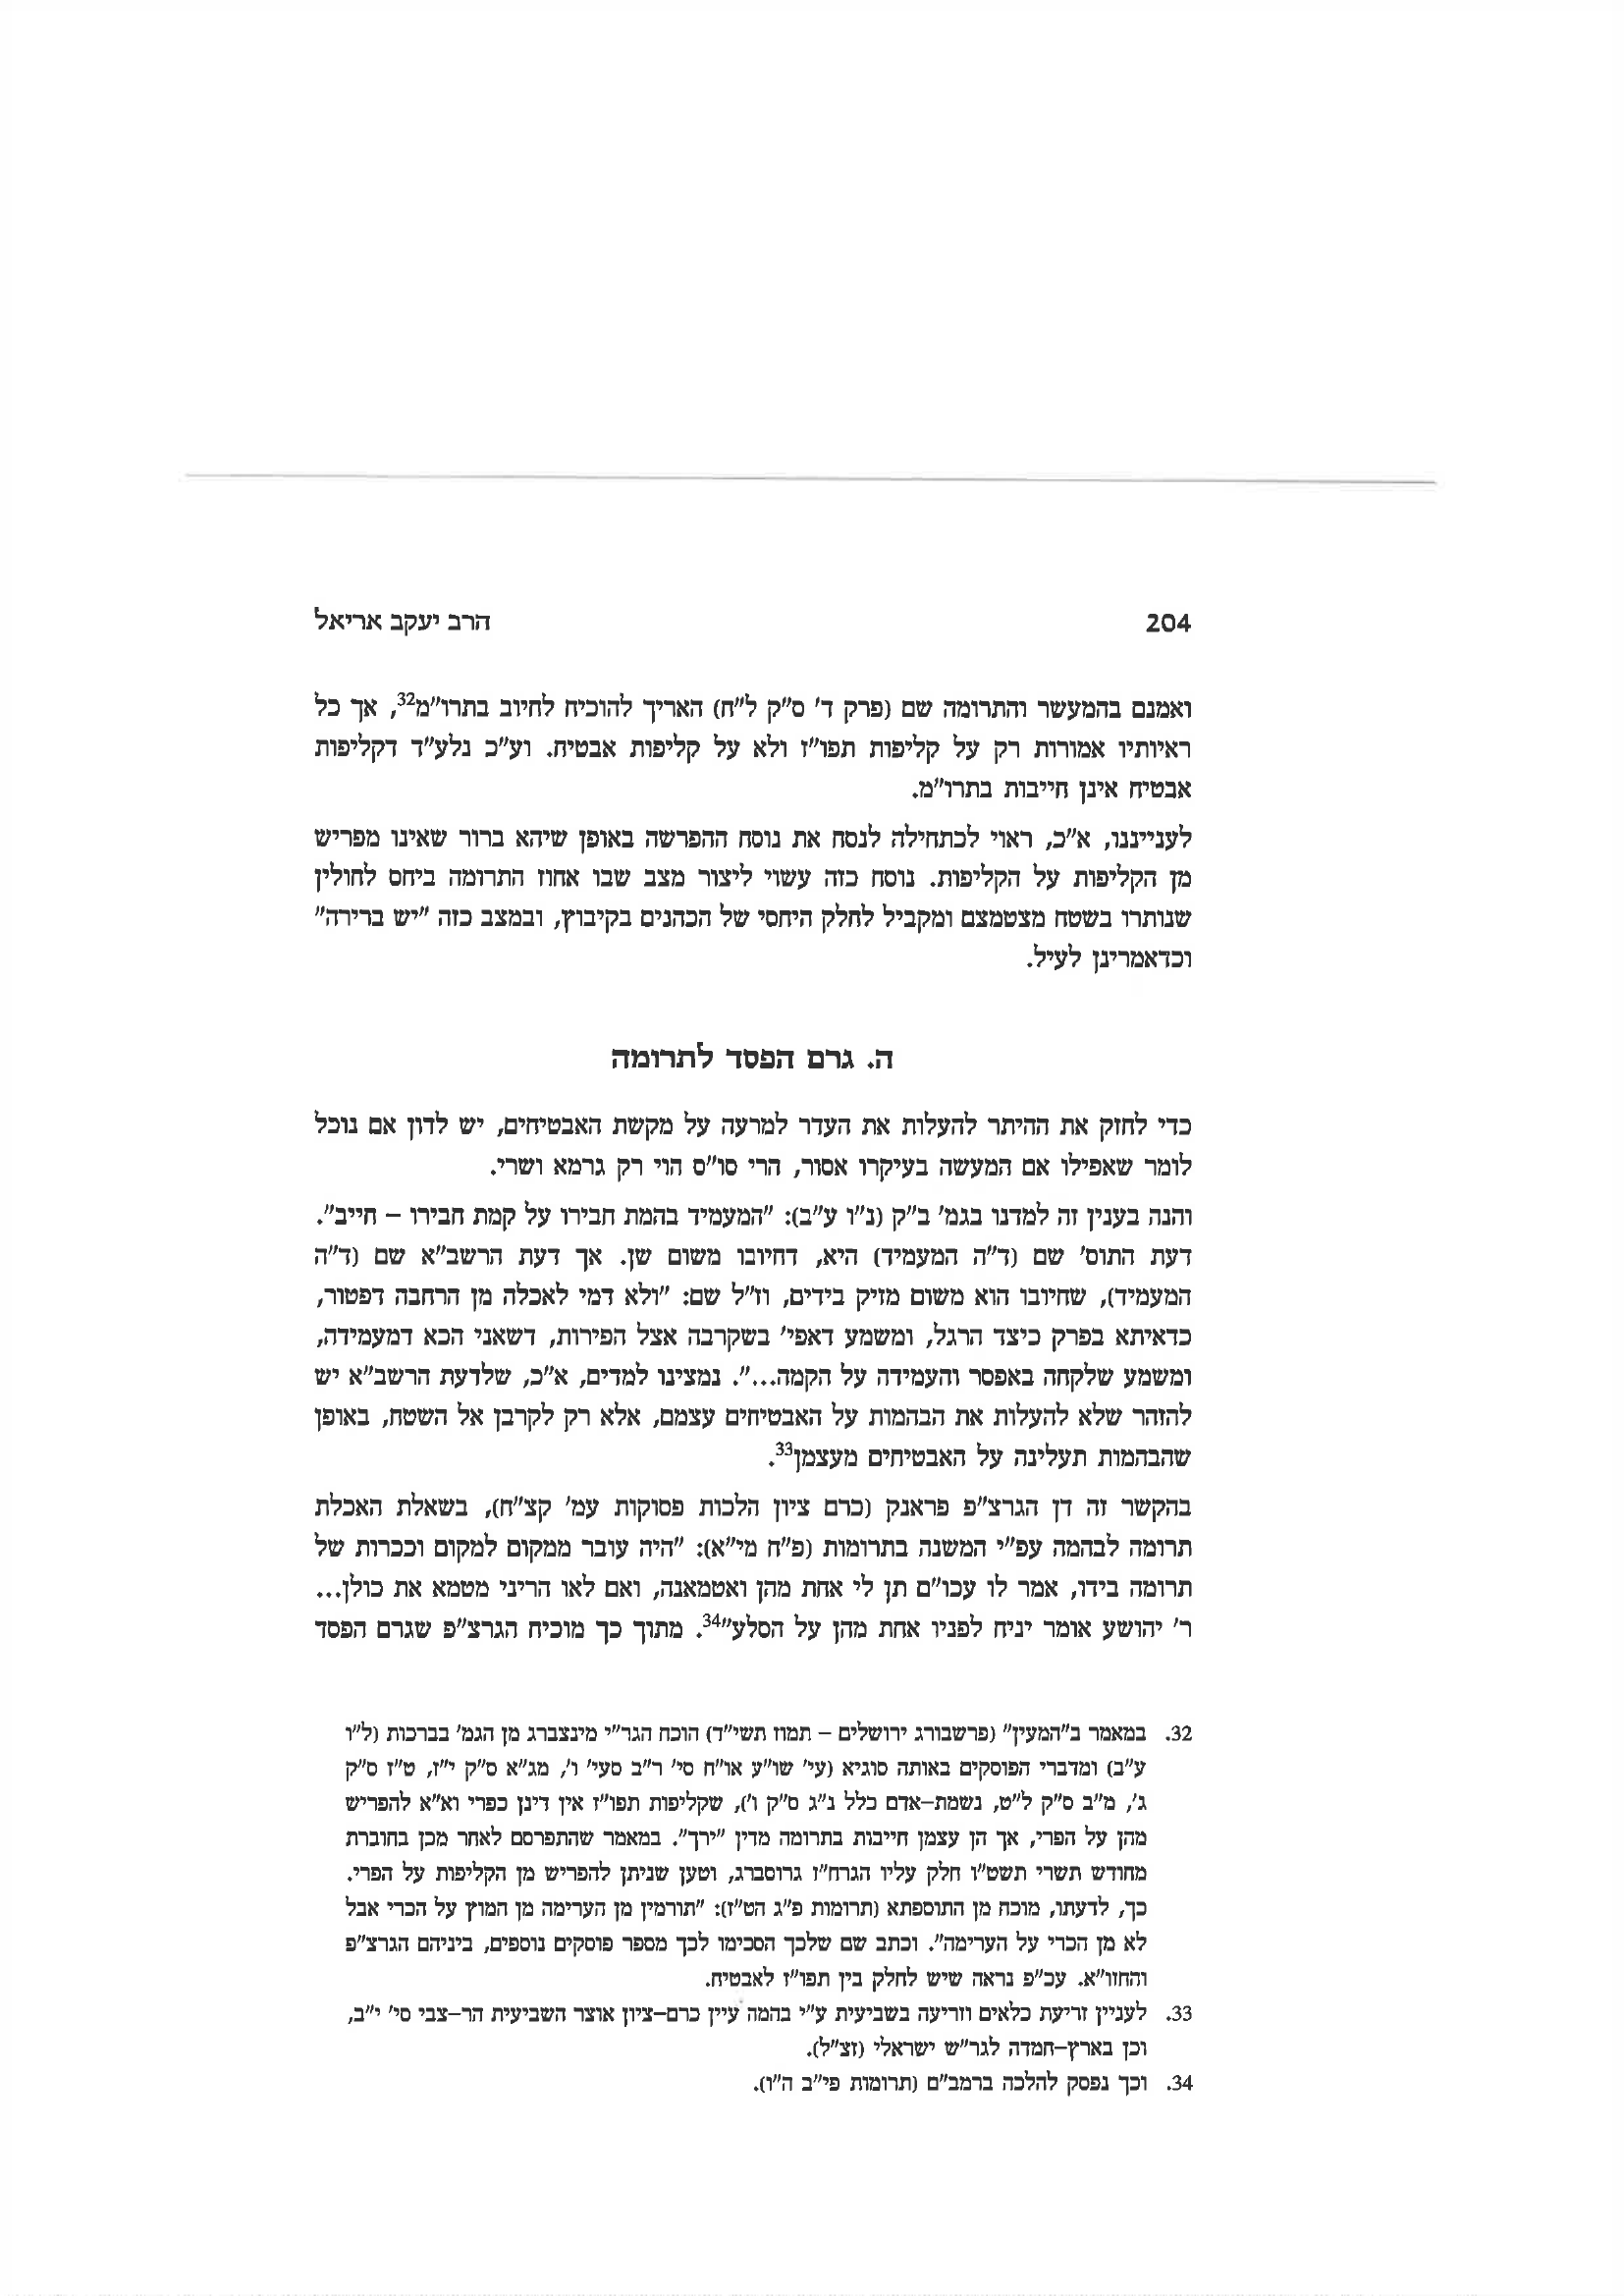 204 הרב יעקב אריאל
ואמנם בהמעשר והתרומה שם (פרק ד' ס"ק ל"ח) האריך להוכיח לחיוב בתרו"מ32, אך כל
ראיותיו אמורות רק על קליפות תפו"ז ולא על קליפות אבטיח. וע"כ נלע"ד דקליפות
אבטיח אינן חייבות בתרו"מ.
לענייננו, א"כ, ראוי לכתחילה לנסח את נוסח ההפרשה באופן שיהא ברור שאינו מפריש
מן הקליפות על הקליפות. נוסח כזה עשוי ליצור מצב שבו אחוז התרומה ביחס לחולין
שנותרו בשטח מצטמצם ומקביל לחלק היחסי של הכהנים בקיבוץ, ובמצב כזה "יש ברירה"
וכדאמרינן לעיל.
ה. גרם הפסד לתרומה
כדי לחזק את ההיתר להעלות את העדר למרעה על מקשת האבטיחים, יש לדון אם נוכל
לומר שאפילו אם המעשה בעיקרו אסור, הרי סו"ס הוי רק גרמא ושרי.
והנה בענין זה למדנו בגמ' ב"ק (נ"ו ע"ב): "המעמיד בהמת חבירו על קמת חבירו – חייב".
דעת התוס' שם (ד"ה המעמיד) היא, דחיובו משום שן. אך דעת הרשב"א שם (ד"ה
המעמיד), שחיובו הוא משום מזיק בידים, וז"ל שם: "ולא דמי לאכלה מן הרחבה דפטור,
כדאיתא בפרק כיצד הרגל, ומשמע דאפי' בשקרבה אצל הפירות, דשאני הכא דמעמידה,
ומשמע שלקחה באפסר והעמידה על הקמה...". נמצינו למדים, א"כ, שלדעת הרשב"א יש
להזהר שלא להעלות את הבהמות על האבטיחים עצמם, אלא רק לקרבן אל השטח, באופן
שהבהמות תעלינה על האבטיחים מעצמן33.
בהקשר זה דן הגרצ"פ פראנק (כרם ציון הלכות פסוקות עמ' קצ"ח), בשאלת האכלת
תרומה לבהמה עפ"י המשנה בתרומות (פ"ח מי"א): "היה עובר ממקום למקום וככרות של
תרומה בידו, אמר לו עכו"ם תן לי אחת מהן ואטמאנה, ואם לאו הריני מטמא את כולן...
ר' יהושע אומר יניח לפניו אחת מהן על הסלע"34. מתוך כך מוכיח הגרצ"פ שגרם הפסד
32. במאמר ב"המעין" (פרשבורג ירושלים – תמוז תשי"ד) הוכח הגר"י מינצברג מן הגמ' בברכות (ל"ו
ע"ב) ומדברי הפוסקים באותה סוגיא (עי' שו"ע או"ח סי' ר"ב סעי' ו', מג"א ס"ק י"ז, ט"ז ס"ק
ג', מ"ב ס"ק ל"ט, נשמת–אדם כלל נ"ג ס"ק ו'), שקליפות תפו"ז אין דינן כפרי וא"א להפריש
מהן על הפרי, אך הן עצמן חייבות בתרומה מדין "ירך". במאמר שהתפרסם לאחר מכן בחוברת
מחודש תשרי תשט"ו חלק עליו הגרח"ז גרוסברג, וטען שניתן להפריש מן הקליפות על הפרי.
כך, לדעתו, מוכח מן התוספתא (תרומות פ"ג הט"ז): "תורמין מן הערימה מן המוץ על הכרי אבל
לא מן הכרי על הערימה". וכתב שם שלכך הסכימו לכך מספר פוסקים נוספים, ביניהם הגרצ"פ
והחזו"א. עכ"פ נראה שיש לחלק בין תפו"ז לאבטיח.
33. לעניין זריעת כלאים וזריעה בשביעית ע"י בהמה עיין כרם–ציון אוצר השביעית הר–צבי סי' י"ב,
וכן בארץ–חמדה לגר"ש ישראלי (זצ"ל).
34. וכך נפסק להלכה ברמב"ם (תרומות פי"ב ה"ו).